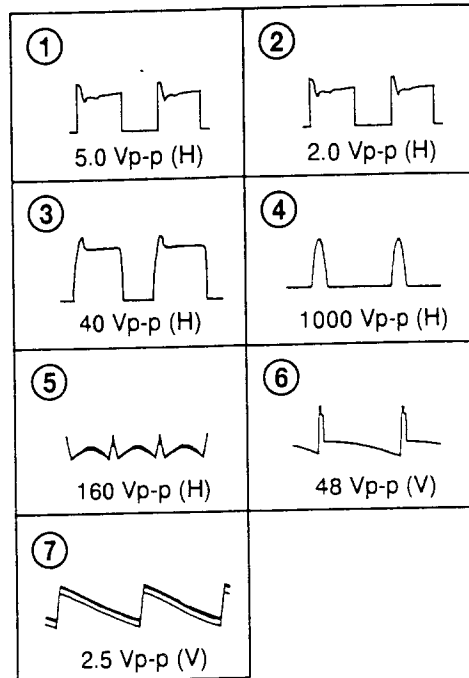 ①
5.0 Vp-p (H)
②
2.0 Vp-p (H)
③
40 Vp-p (H)
④
1000 Vp-p (H)
⑤
160 Vp-p (H)
⑥
48 Vp-p (V)
⑦
2.5 Vp-p (V)